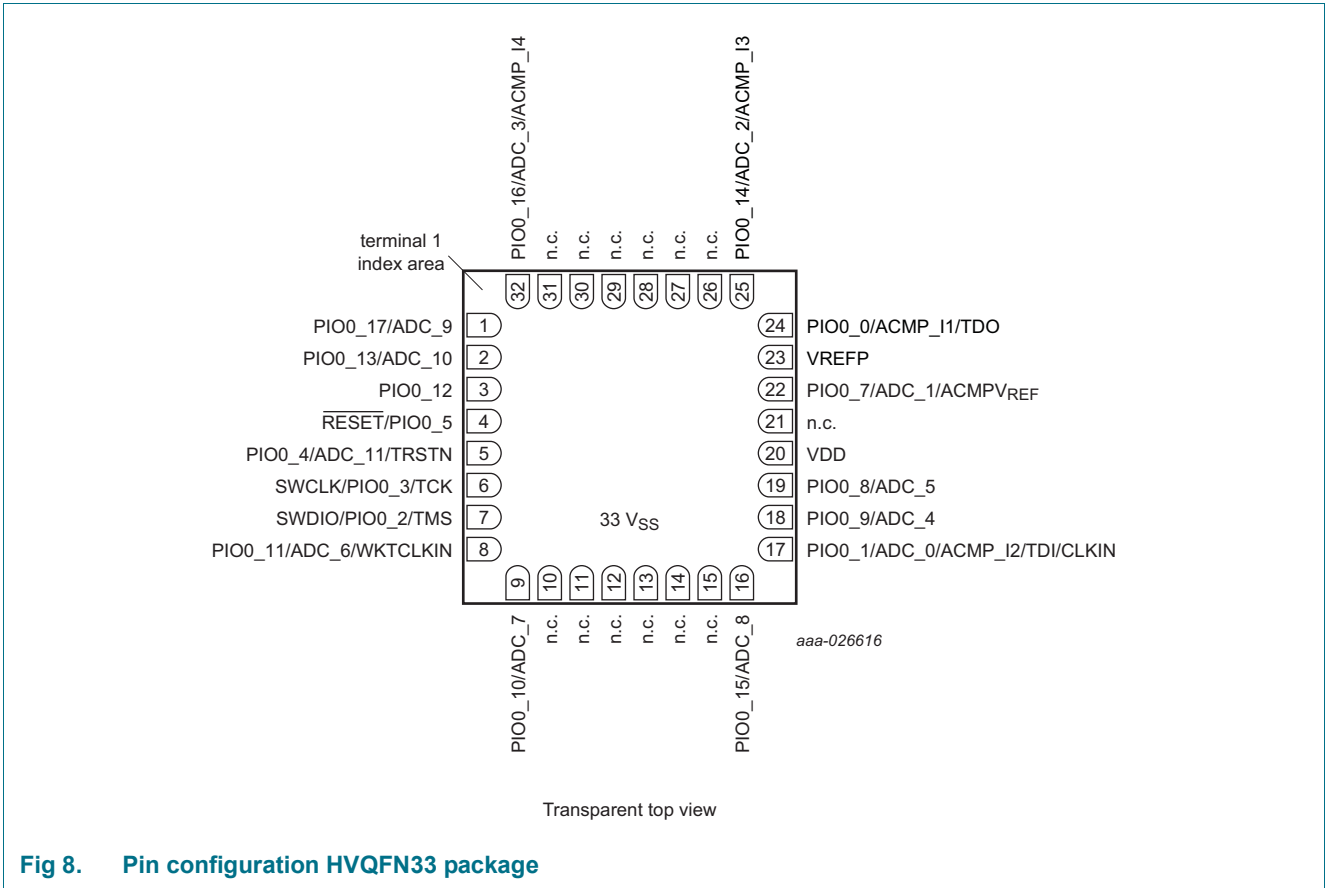 PIO0_16/ADC_3/ACMP_I4
n.c.
n.c.
n.c.
n.c.
n.c.
n.c.
PIO0_14/ADC_2/ACMP_I3
terminal 1
index area
32
31
30
29
28
27
26
25
PIO0_17/ADC_9 1
PIO0_13/ADC_10 2
PIO0_12 3
RESET/PIO0_5 4
PIO0_4/ADC_11/TRSTN 5
SWCLK/PIO0_3/TCK 6
SWDIO/PIO0_2/TMS 7
PIO0_11/ADC_6/WKTCLKIN 8
24 PIO0_0/ACMP_I1/TDO
23 VREFP
22 PIO0_7/ADC_1/ACMPVREF
21 n.c.
20 VDD
19 PIO0_8/ADC_5
18 PIO0_9/ADC_4
17 PIO0_1/ADC_0/ACMP_I2/TDI/CLKIN
33 VSS
9
10
11
12
13
14
15
16
PIO0_10/ADC_7
n.c.
n.c.
n.c.
n.c.
n.c.
n.c.
PIO0_15/ADC_8
aaa-026616
Transparent top view
Fig 8. Pin configuration HVQFN33 package